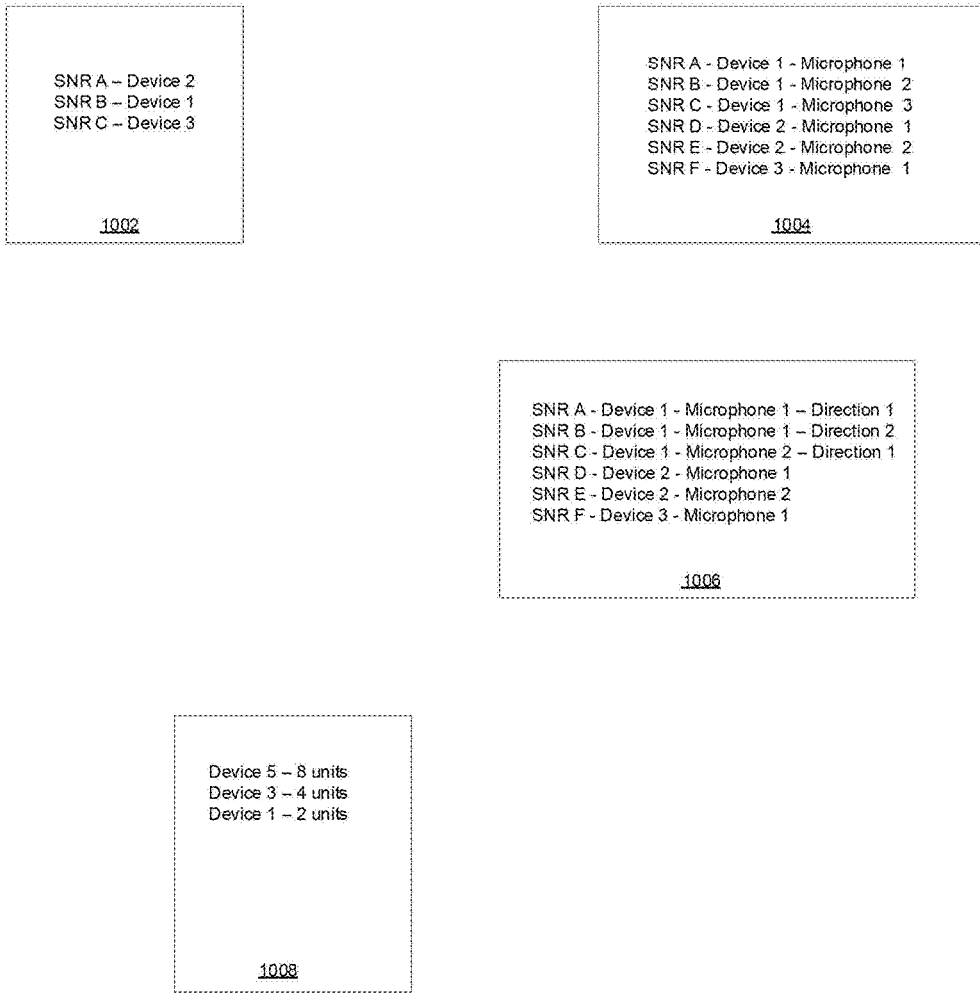 SNR A – Device 2
SNR B – Device 1
SNR C – Device 3
1002
SNR A - Device 1 - Microphone 1
SNR B - Device 1 - Microphone 2
SNR C - Device 1 - Microphone 3
SNR D - Device 2 - Microphone 1
SNR E - Device 2 - Microphone 2
SNR F - Device 3 - Microphone 1
1004
SNR A - Device 1 - Microphone 1 – Direction 1
SNR B - Device 1 - Microphone 1 – Direction 2
SNR C - Device 1 - Microphone 2 – Direction 1
SNR D - Device 2 - Microphone 1
SNR E - Device 2 - Microphone 2
SNR F - Device 3 - Microphone 1
1006
Device 5 – 8 units
Device 3 – 4 units
Device 1 – 2 units
1008